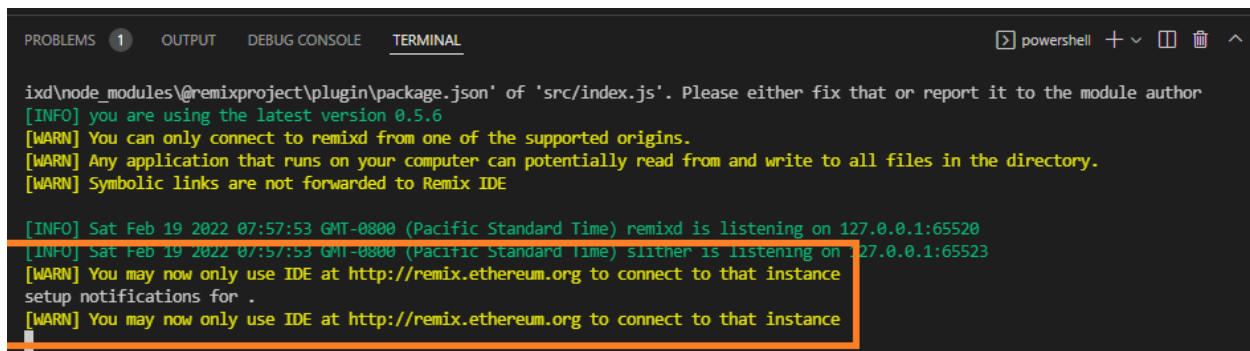 PROBLEMS 1 OUTPUT DEBUG CONSOLE TERMINAL powershell
ixd\node_modules\@remixproject\plugin\package.json' of 'src/index.js'. Please either fix that or report it to the module author
[INFO] you are using the latest version 0.5.6
[WARN] You can only connect to remixd from one of the supported origins.
[WARN] Any application that runs on your computer can potentially read from and write to all files in the directory.
[WARN] Symbolic links are not forwarded to Remix IDE
[INFO] Sat Feb 19 2022 07:57:53 GMT-0800 (Pacific Standard Time) remixd is listening on 127.0.0.1:65520
[INFO] Sat Feb 19 2022 07:57:53 GMT-0800 (Pacific Standard Time) slither is listening on 127.0.0.1:65523
[WARN] You may now only use IDE at http://remix.ethereum.org to connect to that instance
setup notifications for .
[WARN] You may now only use IDE at http://remix.ethereum.org to connect to that instance